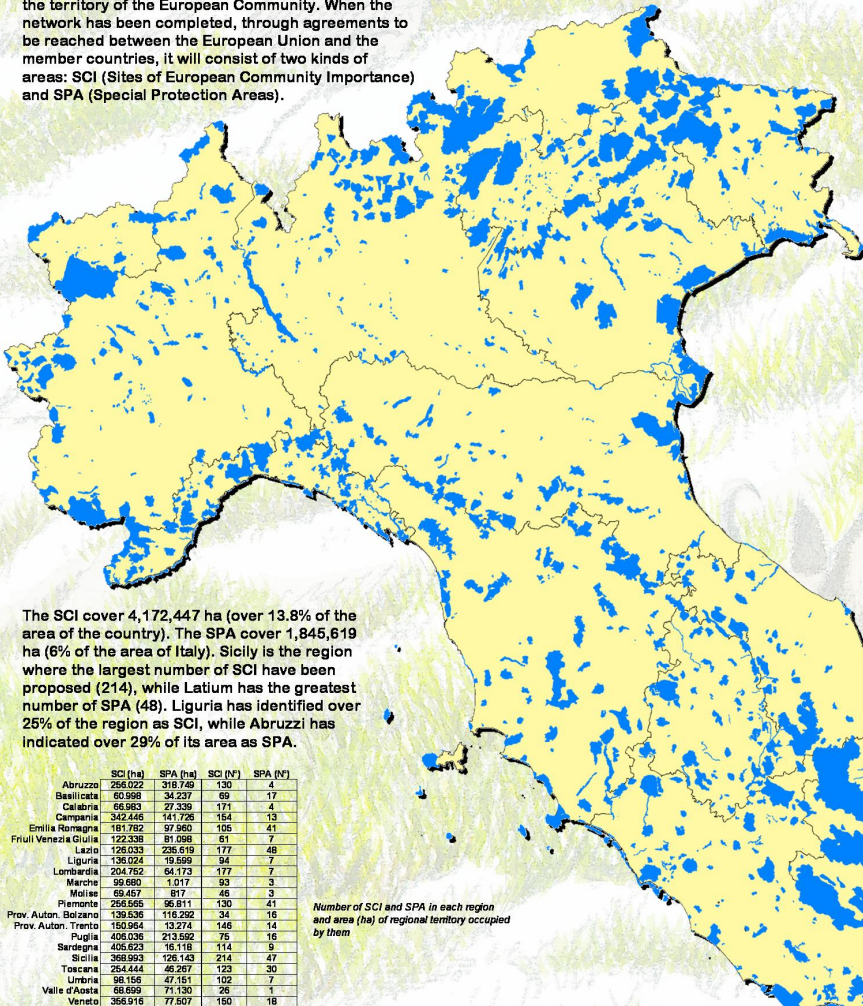 the territory of the European Community. When the
network has been completed, through agreements to
be reached between the European Union and the
member countries, it will consist of two kinds of
areas: SCI (Sites of European Community Importance)
and SPA (Special Protection Areas).
The SCI cover 4,172,447 ha (over 13.8% of the
area of the country). The SPA cover 1,845,619
ha (6% of the area of Italy). Sicily is the region
where the largest number of SCI have been
proposed (214), while Latium has the greatest
number of SPA (48). Liguria has identified over
25% of the region as SCI, while Abruzzi has
indicated over 29% of its area as SPA.
SCI (ha) SPA (ha) SCI (N°) SPA (N°)
Abruzzo 256.022 318.749 130 4
Basilicata 60.998 34.237 69 17
Calabria 66.983 27.339 171 4
Campania 342.446 141.726 154 13
Emilia Romagna 181.782 97.960 105 41
Friuli Venezia Giulia 122.338 81.098 61 7
Lazio 126.033 235.619 177 48
Liguria 136.024 19.599 94 7
Lombardia 204.752 64.173 177 7
Marche 99.680 1.017 93 3
Molise 69.457 817 46 3
Piemonte 256.565 95.811 130 41
Prov. Auton. Bolzano 139.536 116.292 34 16
Prov. Auton. Trento 150.964 13.274 146 14
Puglia 406.036 213.592 75 16
Sardegna 405.623 16.118 114 9
Sicilia 368.993 126.143 214 47
Toscana 254.444 46.267 123 30
Umbria 98.156 47.151 102 7
Valle d'Aosta 68.699 71.130 26 1
Veneto 356.916 77.507 150 18
Number of SCI and SPA in each region
and area (ha) of regional territory occupied
by them